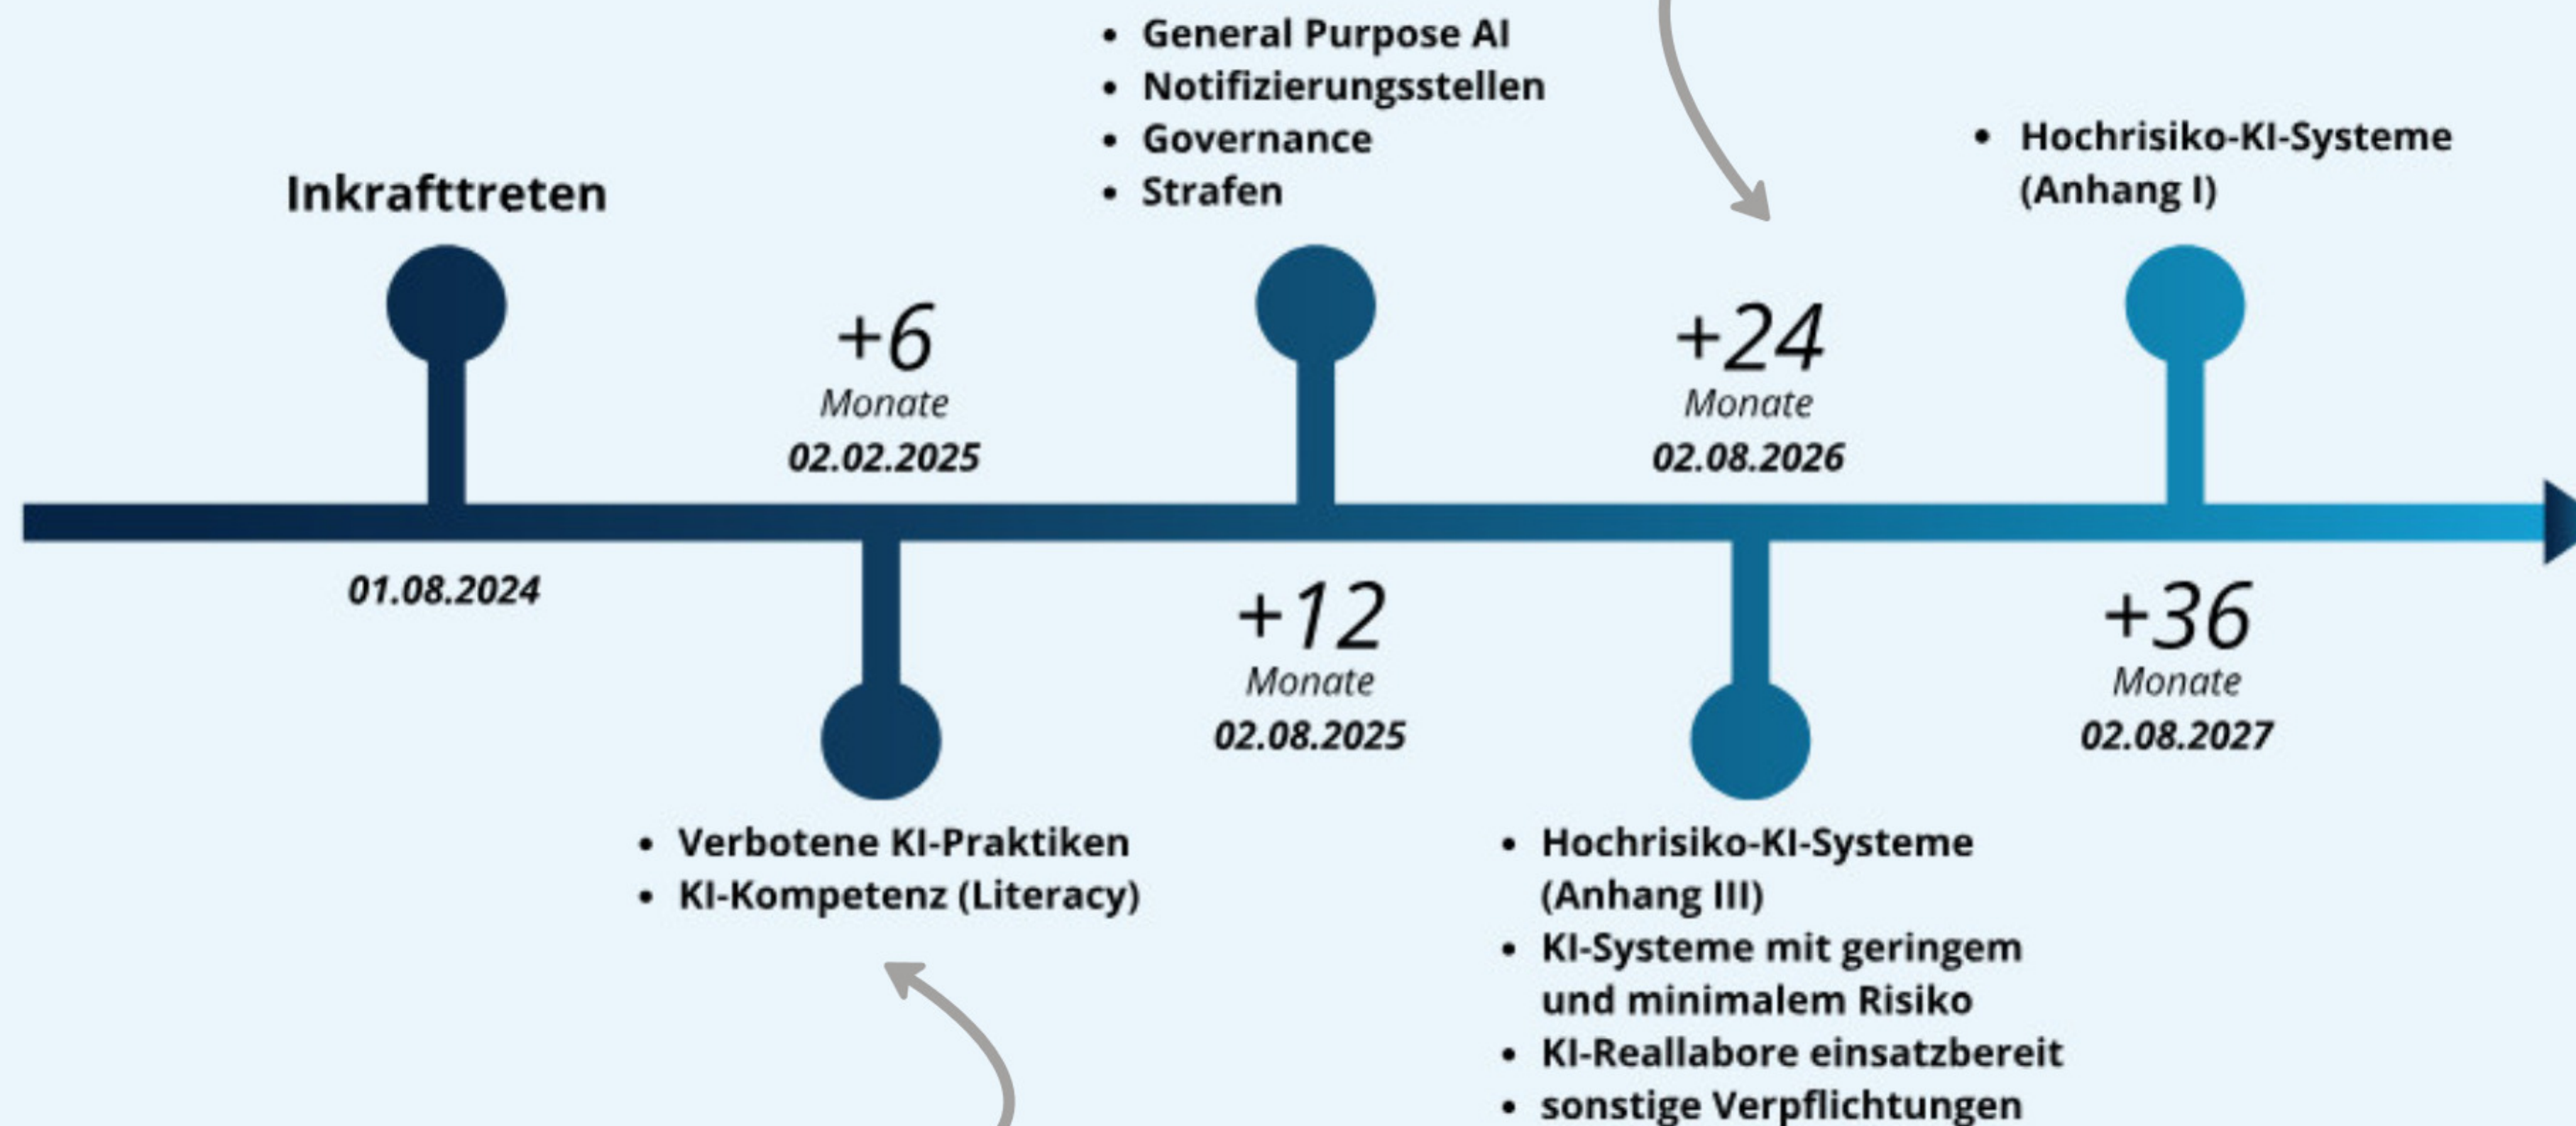 Inkrafttreten
01.08.2024
+6
Monate
02.02.2025
• Verbotene KI-Praktiken
• KI-Kompetenz (Literacy)
• General Purpose AI
• Notifizierungsstellen
• Governance
• Strafen
+12
Monate
02.08.2025
+24
Monate
02.08.2026
• Hochrisiko-KI-Systeme
(Anhang III)
• KI-Systeme mit geringem
und minimalem Risiko
• KI-Reallabore einsatzbereit
• sonstige Verpflichtungen
• Hochrisiko-KI-Systeme
(Anhang I)
+36
Monate
02.08.2027